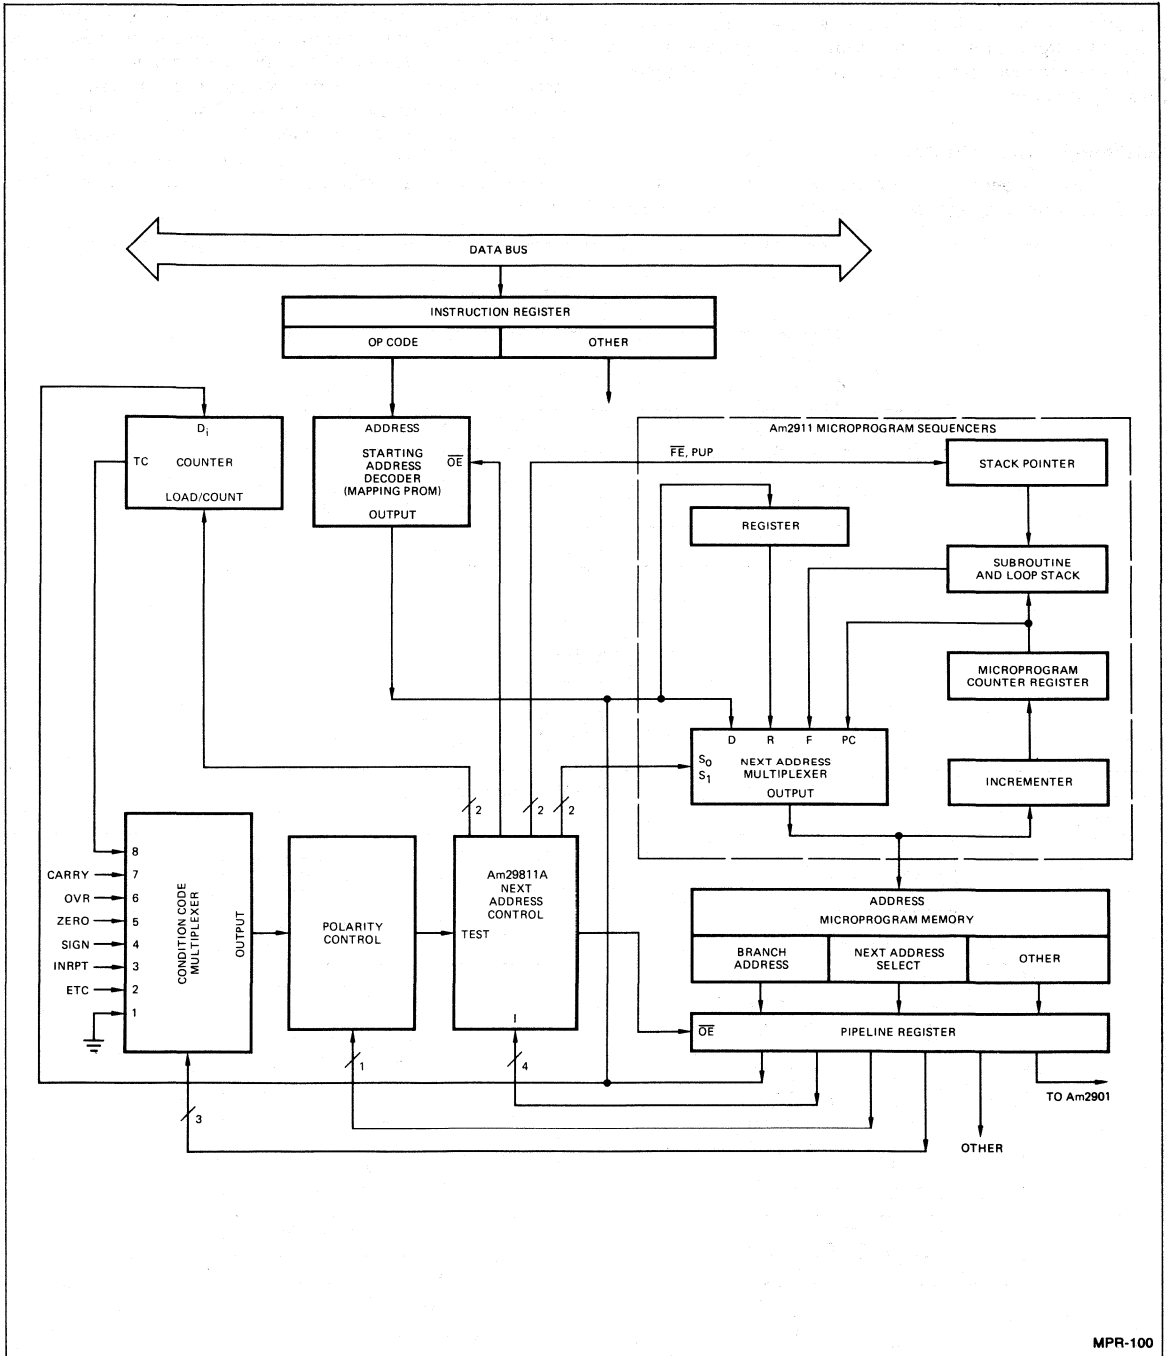 DATA BUS
INSTRUCTION REGISTER
OP CODE
OTHER
Di
TC
COUNTER
LOAD/COUNT
ADDRESS
STARTING
ADDRESS
DECODER
(MAPPING PROM)
OE
OUTPUT
Am2911 MICROPROGRAM SEQUENCERS
FE, PUP
STACK POINTER
REGISTER
SUBROUTINE
AND LOOP STACK
MICROPROGRAM
COUNTER REGISTER
D
R
F
PC
S0
S1
NEXT ADDRESS
MULTIPLEXER
OUTPUT
INCREMENTER
2
2
2
8
CARRY 7
OVR 6
ZERO 5
SIGN 4
INRPT 3
ETC 2
1
CONDITION CODE
MULTIPLEXER
OUTPUT
POLARITY
CONTROL
Am29811A
NEXT
ADDRESS
CONTROL
TEST
I
ADDRESS
MICROPROGRAM MEMORY
BRANCH
ADDRESS
NEXT ADDRESS
SELECT
OTHER
OE
PIPELINE REGISTER
1
4
3
TO Am2901
OTHER
MPR-100